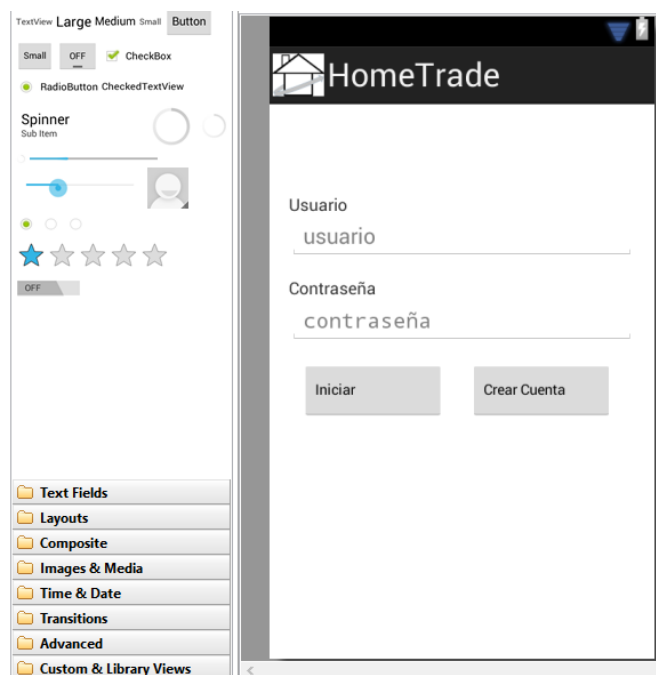 TextView Large Medium Small Button
Small OFF CheckBox
RadioButton CheckedTextView
Spinner
Sub Item
OFF
Text Fields
Layouts
Composite
Images & Media
Time & Date
Transitions
Advanced
Custom & Library Views
HomeTrade
Usuario
usuario
Contraseña
contraseña
Iniciar Crear Cuenta